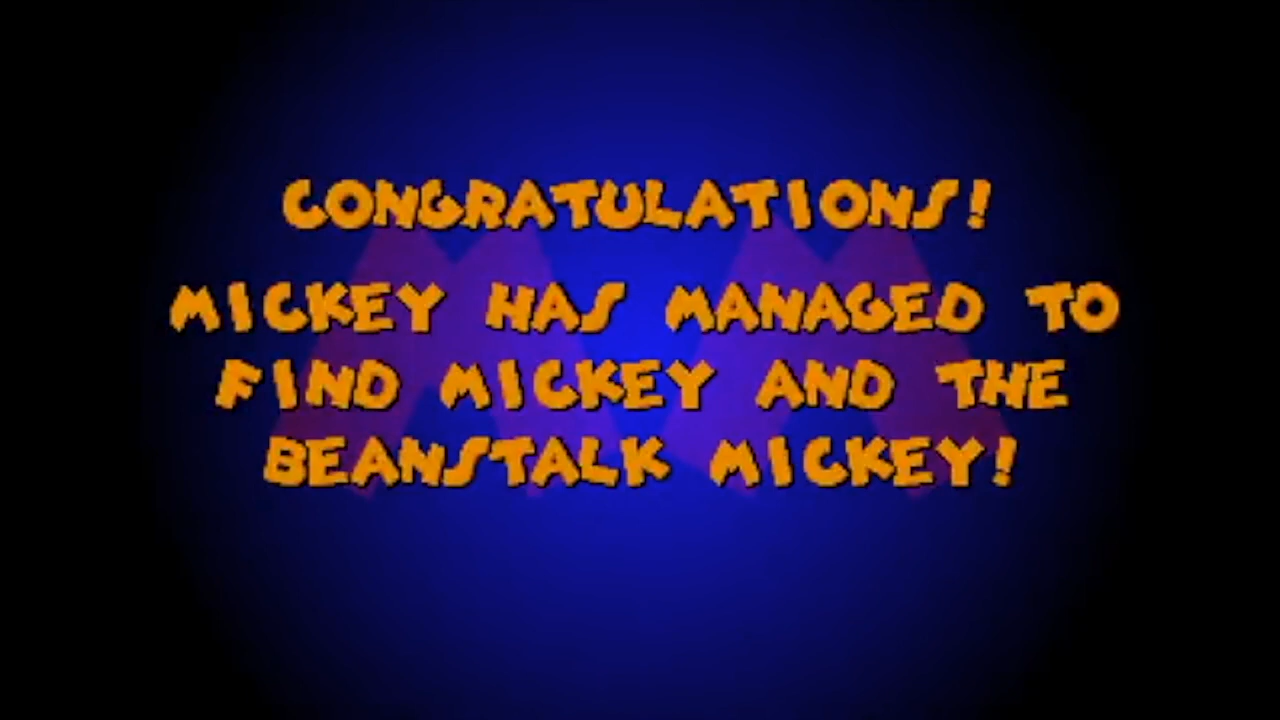 CONGRATULATIONS!
MICKEY HAS MANAGED TO
FIND MICKEY AND THE
BEANSTALK MICKEY!